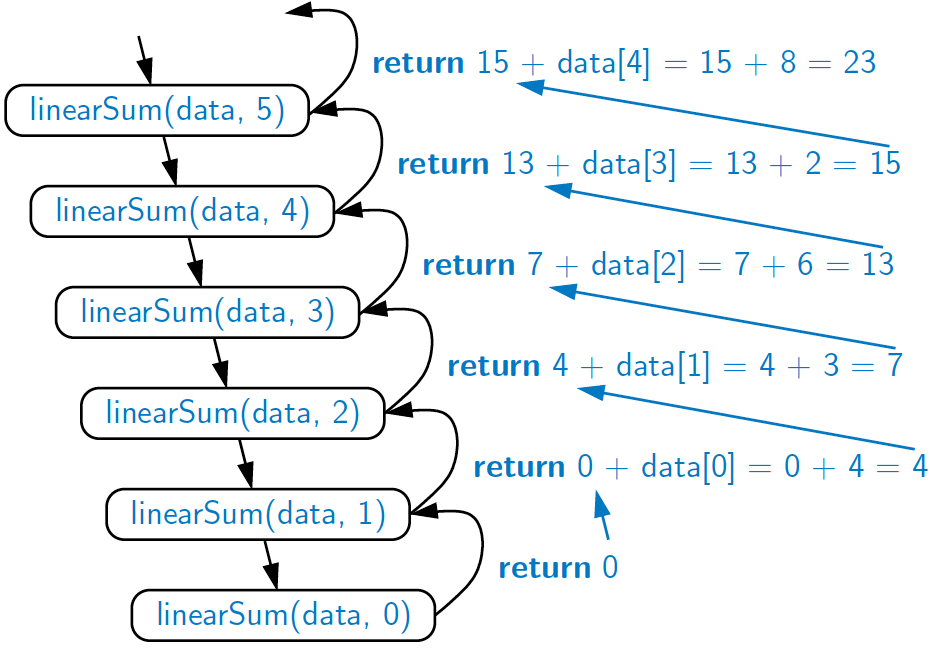 return 15 + data[4] = 15 + 8 = 23
linearSum(data, 5)
return 13 + data[3] = 13 + 2 = 15
linearSum(data, 4)
return 7 + data[2] = 7 + 6 = 13
linearSum(data, 3)
return 4 + data[1] = 4 + 3 = 7
linearSum(data, 2)
return 0 + data[0] = 0 + 4 = 4
linearSum(data, 1)
return 0
linearSum(data, 0)